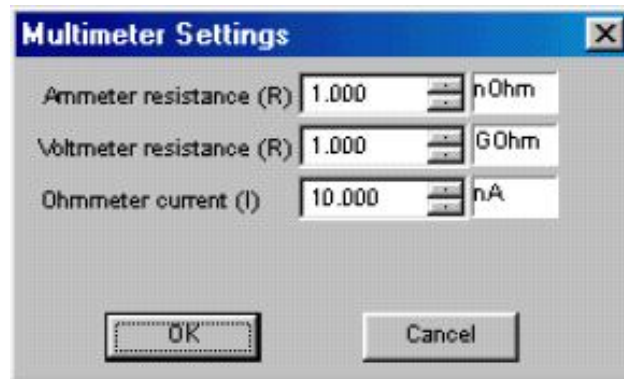 Multimeter Settings
Ammeter resistance (R) 1.000 nOhm
Voltmeter resistance (R) 1.000 GOhm
Ohmmeter current (I) 10.000 nA
OK Cancel